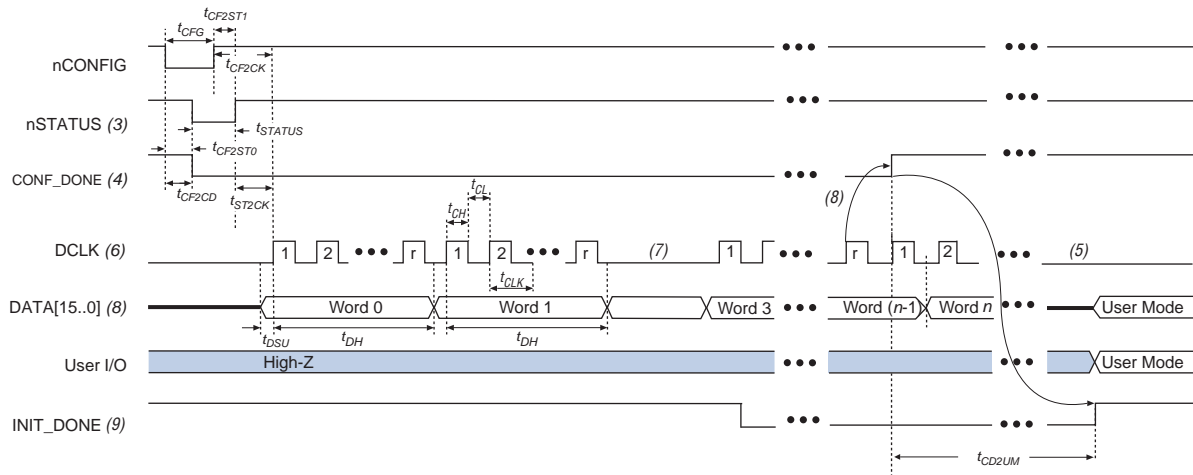 tCF2ST1
tCFG
nCONFIG
tCF2CK
nSTATUS (3)
tSTATUS
tCF2ST0
CONF_DONE (4)
tCF2CD
tST2CK
tCL
tCH
(8)
DCLK (6)
1 2 r 1 2 r (7) 1 r 1 2 (5)
tCLK
DATA[15..0] (8)
Word 0 Word 1 Word 3 Word (n-1) Word n User Mode
tDSU
tDH
tDH
User I/O
High-Z
User Mode
INIT_DONE (9)
tCD2UM